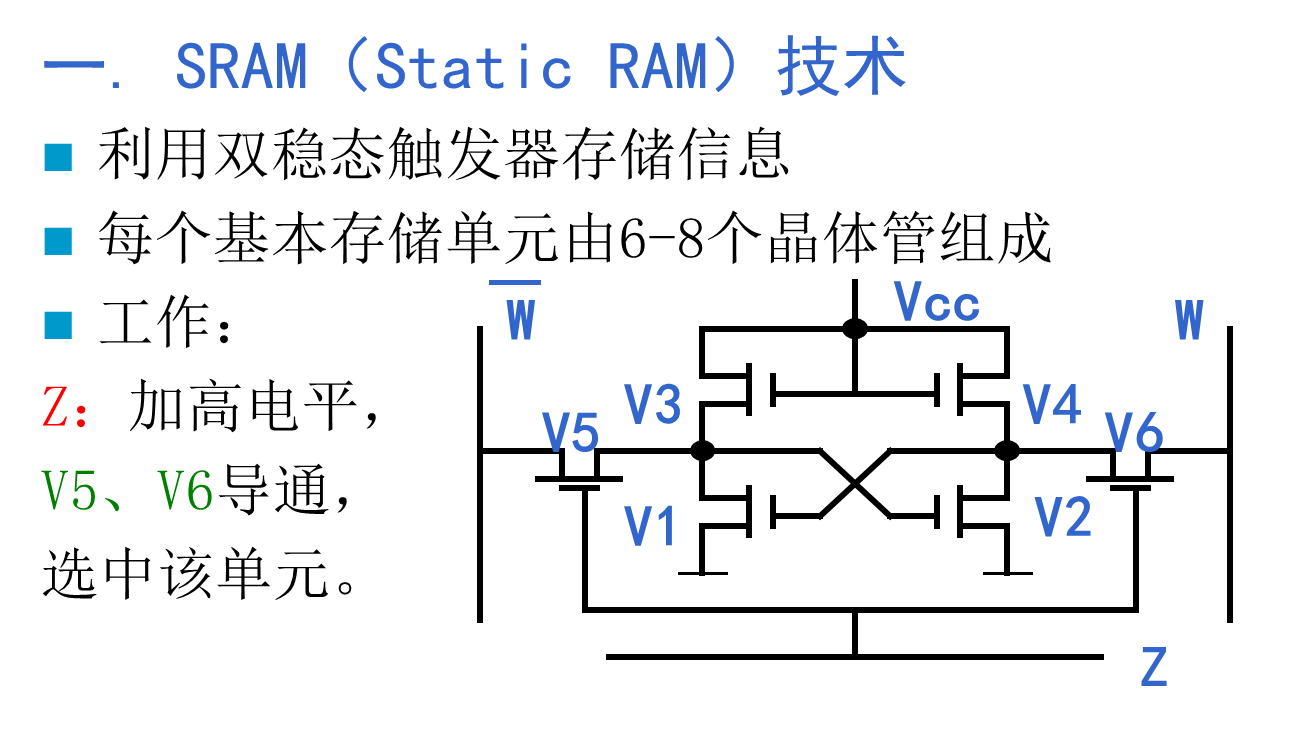 一. SRAM（Static RAM）技术
■ 利用双稳态触发器存储信息
■ 每个基本存储单元由6-8个晶体管组成
■ 工作：
Z：加高电平，
V5、V6导通，
选中该单元。
W̅
Vcc
W
V3
V4
V5
V6
V1
V2
Z